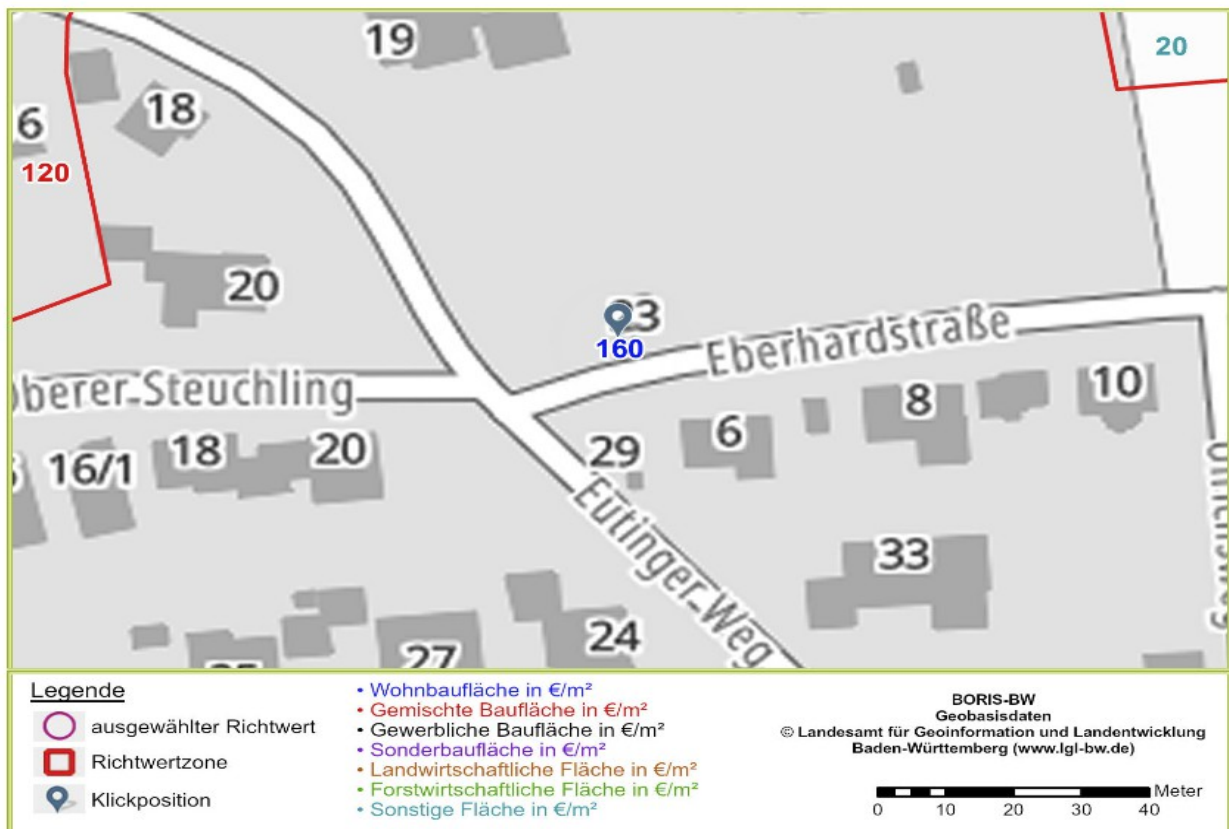 19
20
18
6
120
20
23
160
Eberhardstraße
Oberer-Steuchling
10
8
6
18
20
16/1
29
Eutinger-Weg
33
24
27
Legende
ausgewählter Richtwert
Richtwertzone
Klickposition
• Wohnbaufläche in €/m²
• Gemischte Baufläche in €/m²
• Gewerbliche Baufläche in €/m²
• Sonderbaufläche in €/m²
• Landwirtschaftliche Fläche in €/m²
• Forstwirtschaftliche Fläche in €/m²
• Sonstige Fläche in €/m²
BORIS-BW
Geobasisdaten
© Landesamt für Geoinformation und Landentwicklung
Baden-Württemberg (www.lgl-bw.de)
Meter
0 10 20 30 40